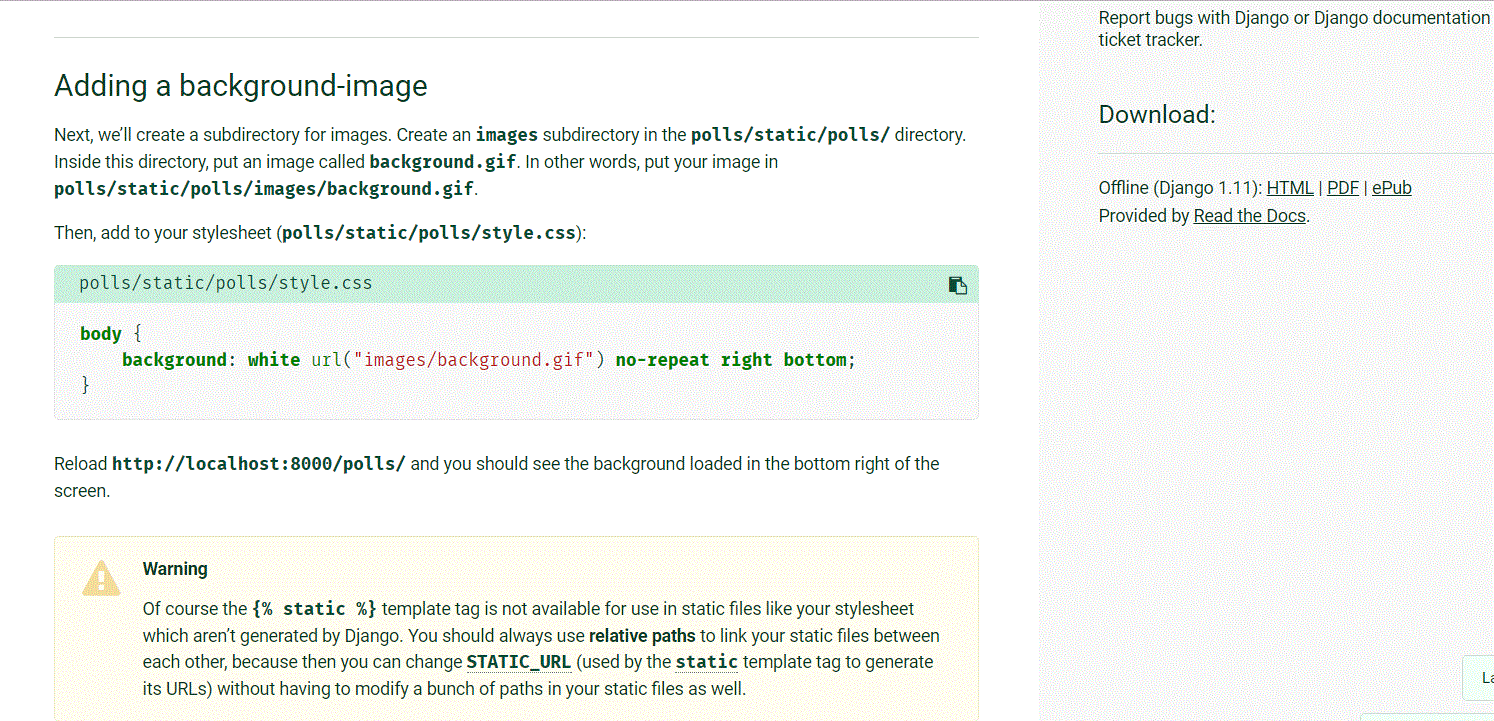 Report bugs with Django or Django documentation
ticket tracker.
Adding a background-image
Next, we’ll create a subdirectory for images. Create an images subdirectory in the polls/static/polls/ directory.
Inside this directory, put an image called background.gif. In other words, put your image in
polls/static/polls/images/background.gif.
Then, add to your stylesheet (polls/static/polls/style.css):
polls/static/polls/style.css
body {
    background: white url("images/background.gif") no-repeat right bottom;
}
Reload http://localhost:8000/polls/ and you should see the background loaded in the bottom right of the
screen.
Warning
Of course the {% static %} template tag is not available for use in static files like your stylesheet
which aren’t generated by Django. You should always use relative paths to link your static files between
each other, because then you can change STATIC_URL (used by the static template tag to generate
its URLs) without having to modify a bunch of paths in your static files as well.
Download:
Offline (Django 1.11): HTML | PDF | ePub
Provided by Read the Docs.